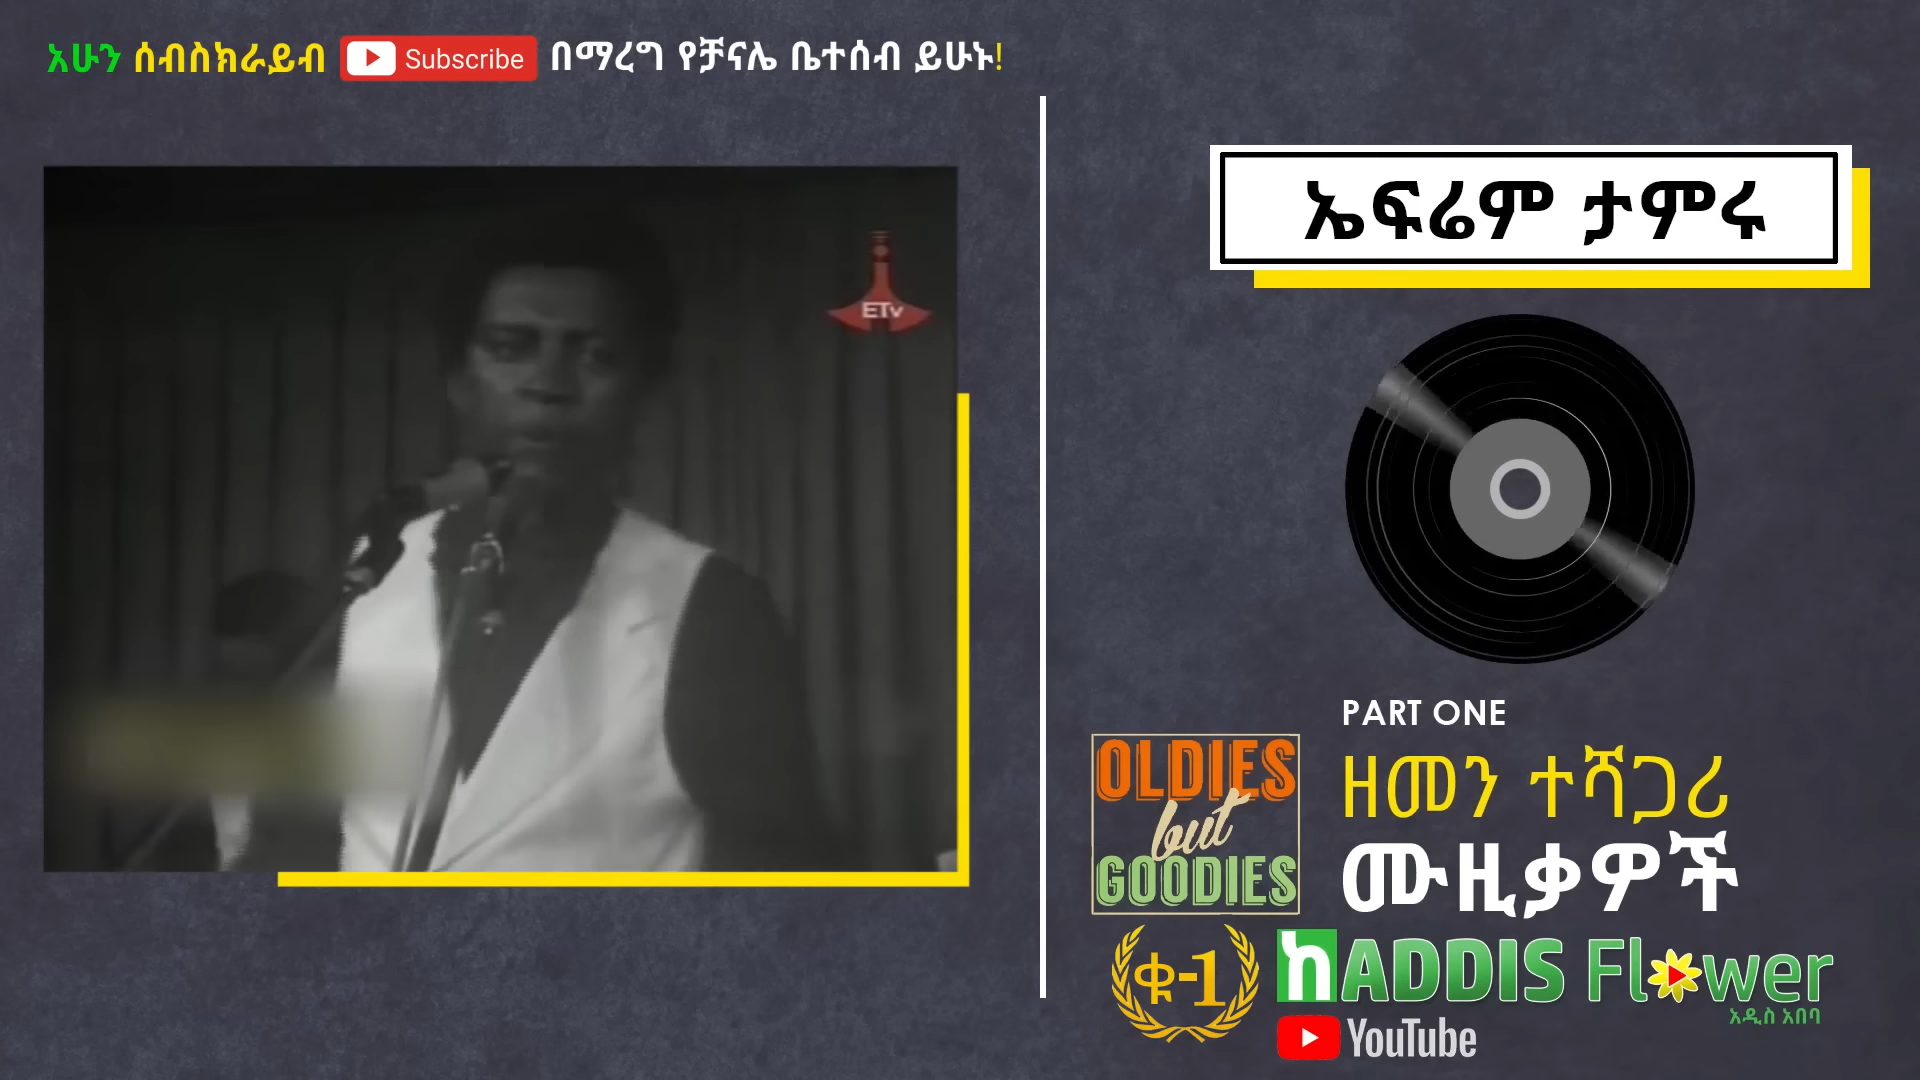 አሁን ሰብስክራይብ Subscribe በማረግ የቻናሌ ቤተሰብ ይሁኑ!
ETv
ኤፍሬም ታምሩ
PART ONE
OLDIES
but
GOODIES
ዘመን ተሻጋሪ
ሙዚቃዎች
ቁ-1
hADDIS Flower
አዲስ አበባ
YouTube